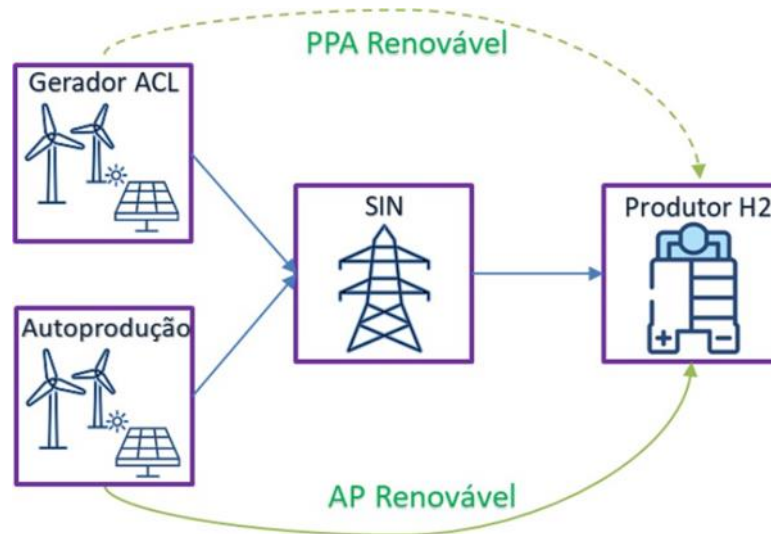 PPA Renovável
Gerador ACL
SIN
Produtor H2
Autoprodução
AP Renovável